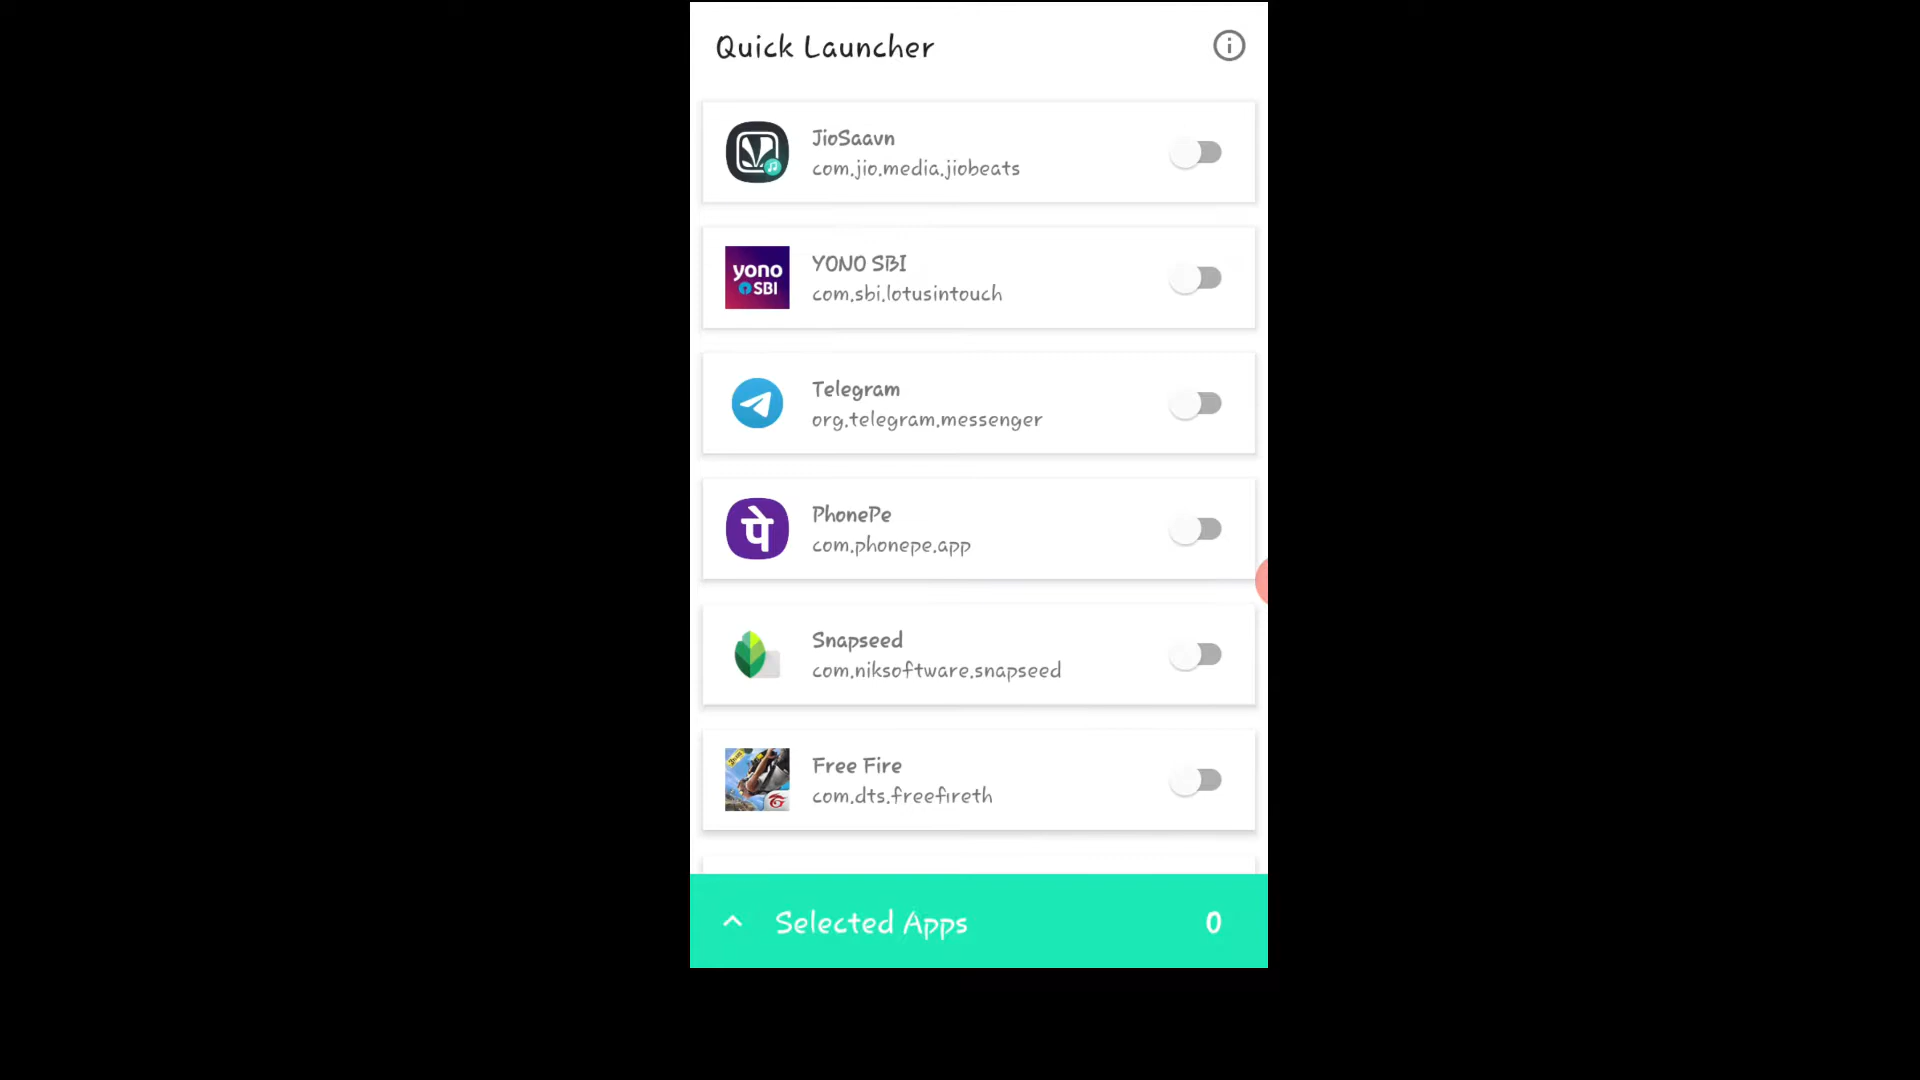 Quick Launcher
JioSaavn
com.jio.media.jiobeats
yono
SBI
YONO SBI
com.sbi.lotusintouch
Telegram
org.telegram.messenger
पे
PhonePe
com.phonepe.app
Snapseed
com.niksoftware.snapseed
Free Fire
com.dts.freefireth
Selected Apps 0